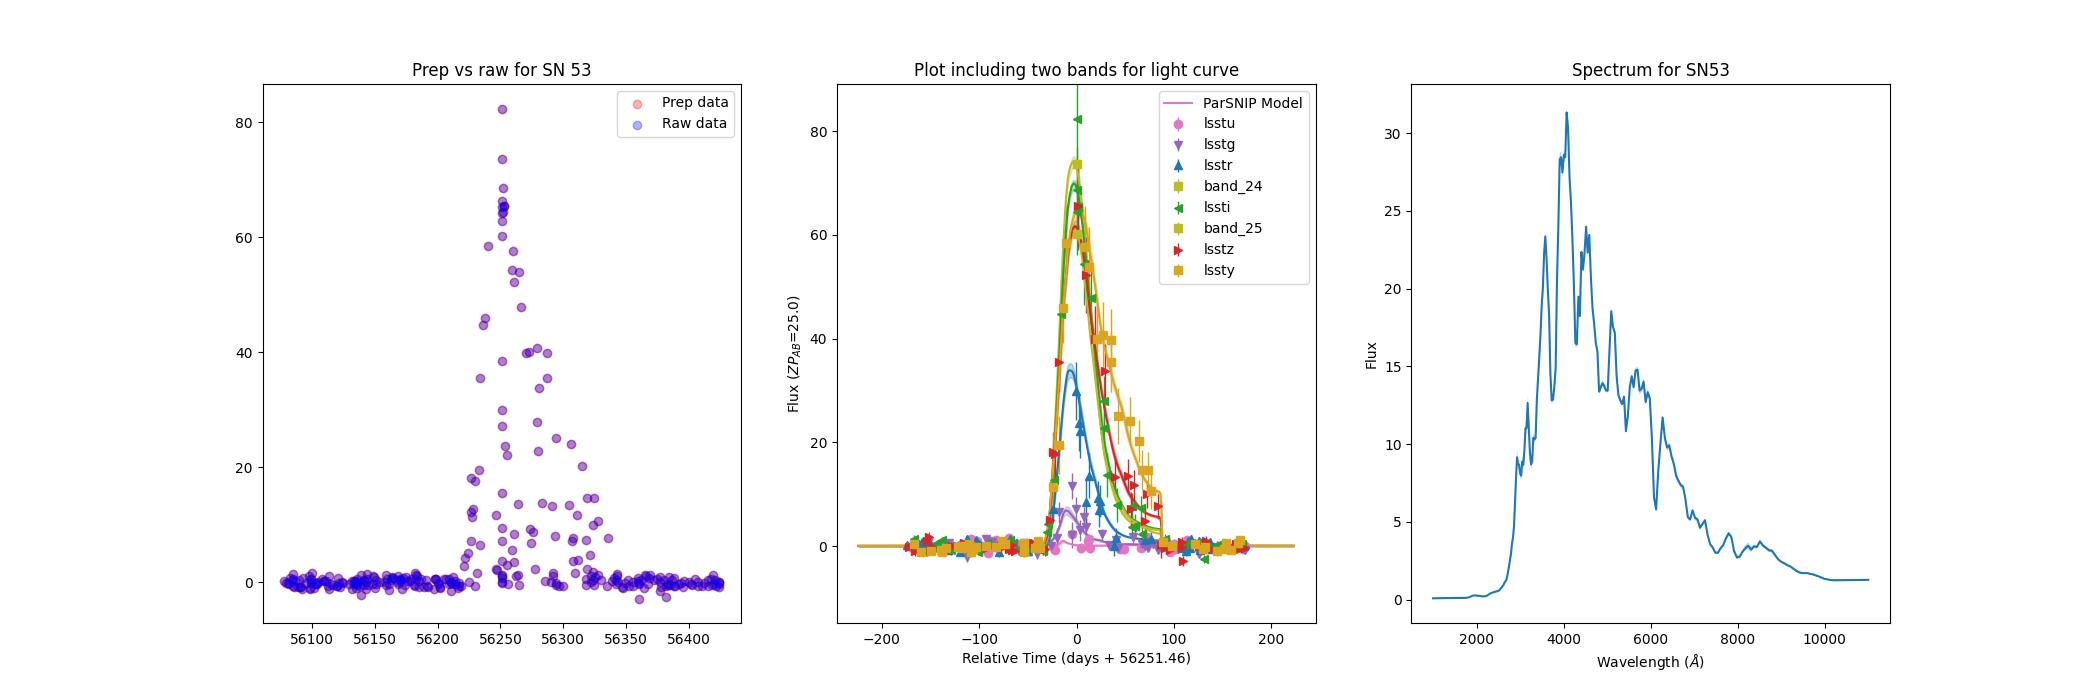 Prep vs raw for SN 53
Prep data
Raw data
80
60
40
20
0
56100 56150 56200 56250 56300 56350 56400
Plot including two bands for light curve
ParSNIP Model
lsstu
lsstg
lsstr
band_24
lssti
band_25
lsstz
lssty
Flux (ZP_AB=25.0)
80
60
40
20
0
−200 −100 0 100 200
Relative Time (days + 56251.46)
Spectrum for SN53
Flux
30
25
20
15
10
5
0
2000 4000 6000 8000 10000
Wavelength (Å)